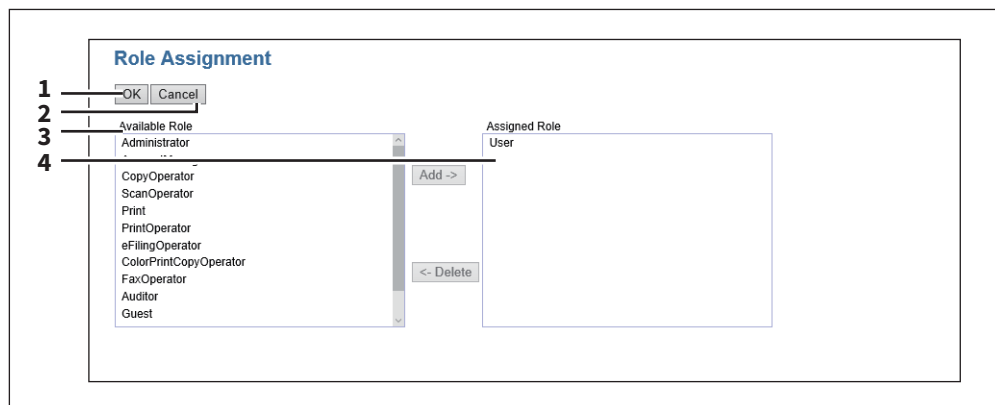 Role Assignment
1
OK Cancel
2
3
Available Role
Assigned Role
Administrator
User
4
CopyOperator
Add ->
ScanOperator
Print
PrintOperator
eFilingOperator
ColorPrintCopyOperator
<- Delete
FaxOperator
Auditor
Guest